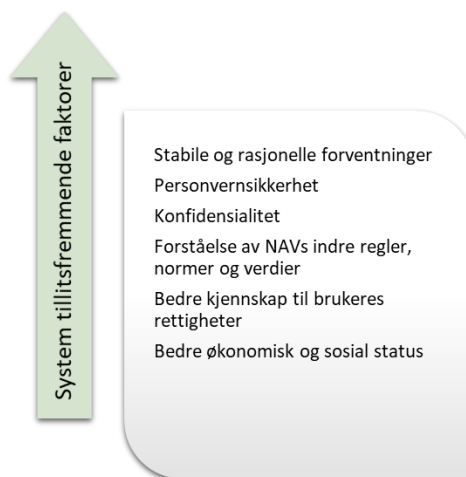 System tillitsfremmende faktorer
Stabile og rasjonelle forventninger
Personvernsikkerhet
Konfidensialitet
Forståelse av NAVs indre regler,
normer og verdier
Bedre kjennskap til brukeres
rettigheter
Bedre økonomisk og sosial status